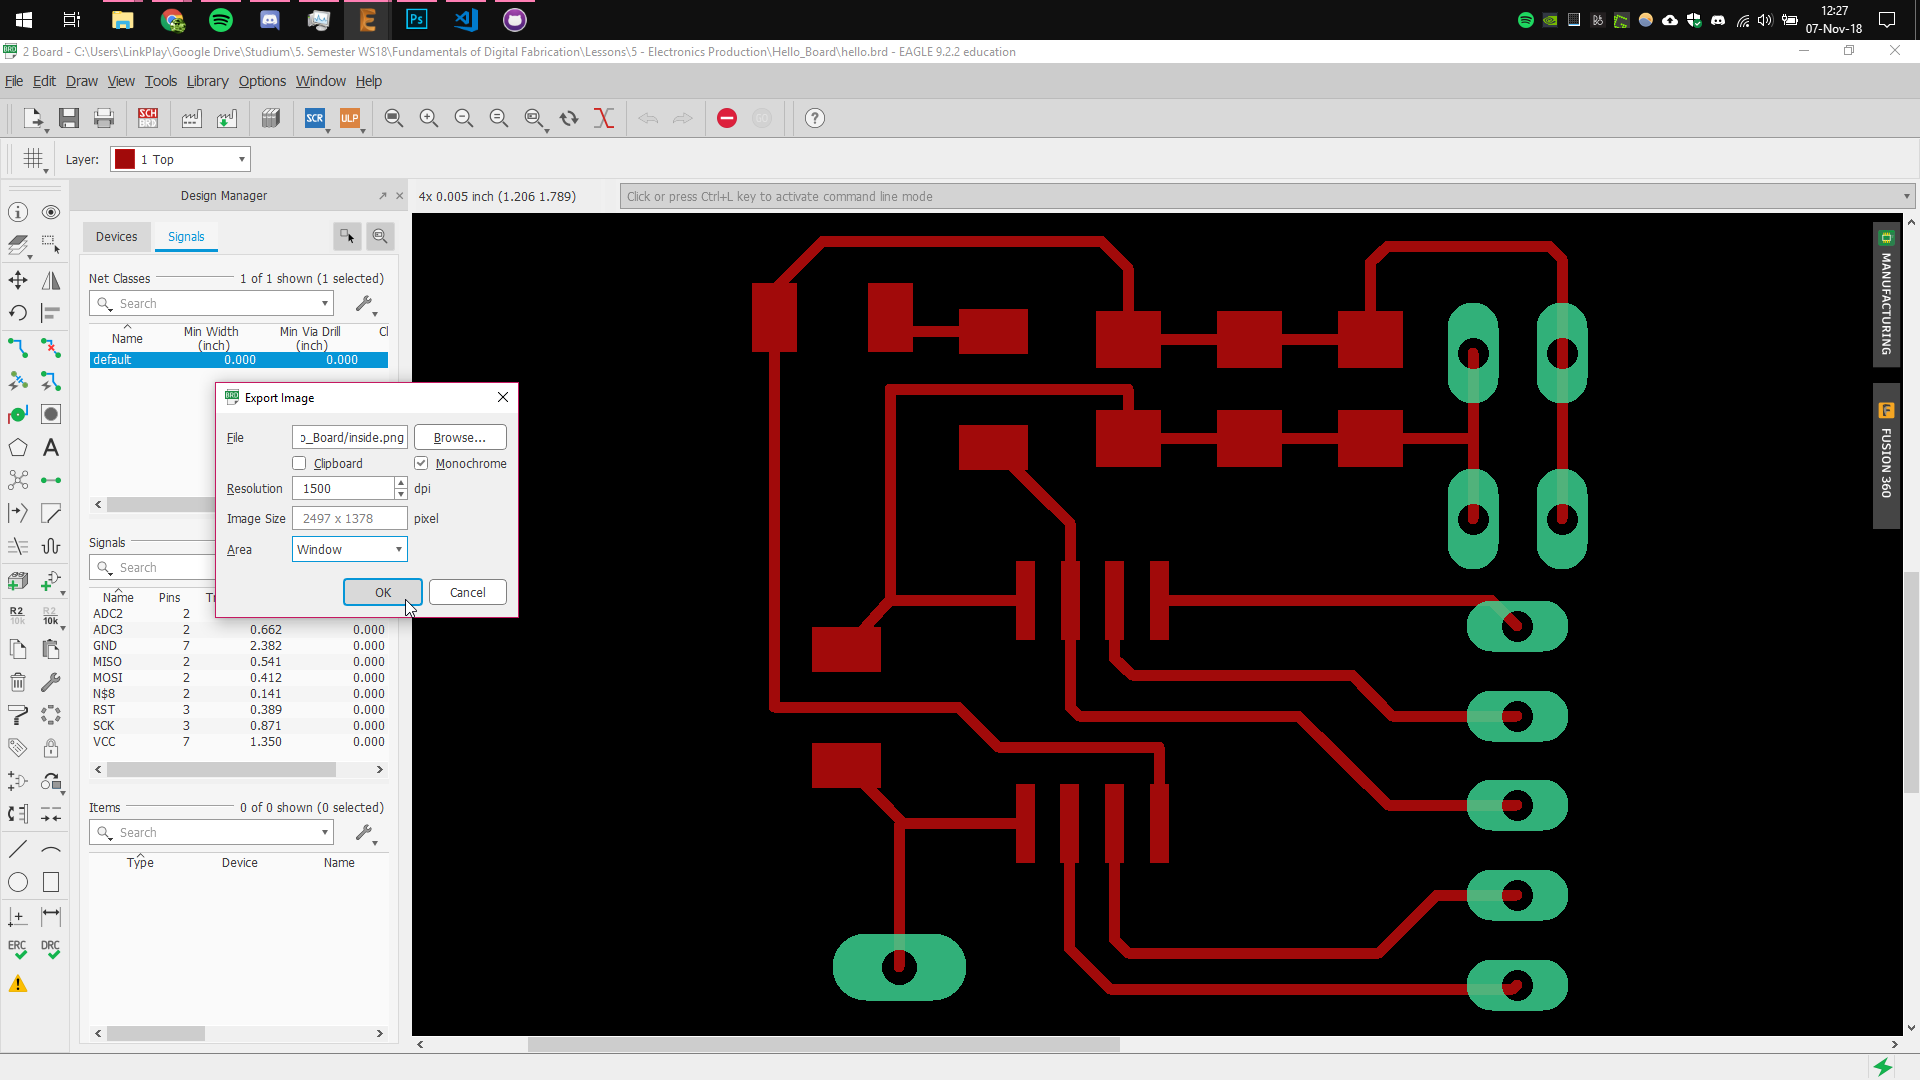 12:27
07-Nov-18
2 Board - C:\Users\LinkPlay\Google Drive\Studium\5. Semester WS18\Fundamentals of Digital Fabrication\Lessons\5 - Electronics Production\Hello_Board\hello.brd - EAGLE 9.2.2 education
File Edit Draw View Tools Library Options Window Help
SCH
BRD
SCR
ULP
Layer: 1 Top
Design Manager
4x 0.005 inch (1.206 1.789)
Click or press Ctrl+L key to activate command line mode
Devices Signals
Net Classes 1 of 1 shown (1 selected)
Search
Name Min Width (inch) Min Via Drill (inch) Cl
default 0.000 0.000
Export Image
File o_Board/inside.png Browse...
Clipboard Monochrome
Resolution 1500 dpi
Image Size 2497 x 1378 pixel
Area Window
OK Cancel
Signals
Search
Name Pins Tr
ADC2 2
ADC3 2 0.662 0.000
GND 7 2.382 0.000
MISO 2 0.541 0.000
MOSI 2 0.412 0.000
N$8 2 0.141 0.000
RST 3 0.389 0.000
SCK 3 0.871 0.000
VCC 7 1.350 0.000
Items 0 of 0 shown (0 selected)
Search
Type Device Name
R2
10k
R2
10k
ERC
DRC
MANUFACTURING
FUSION 360